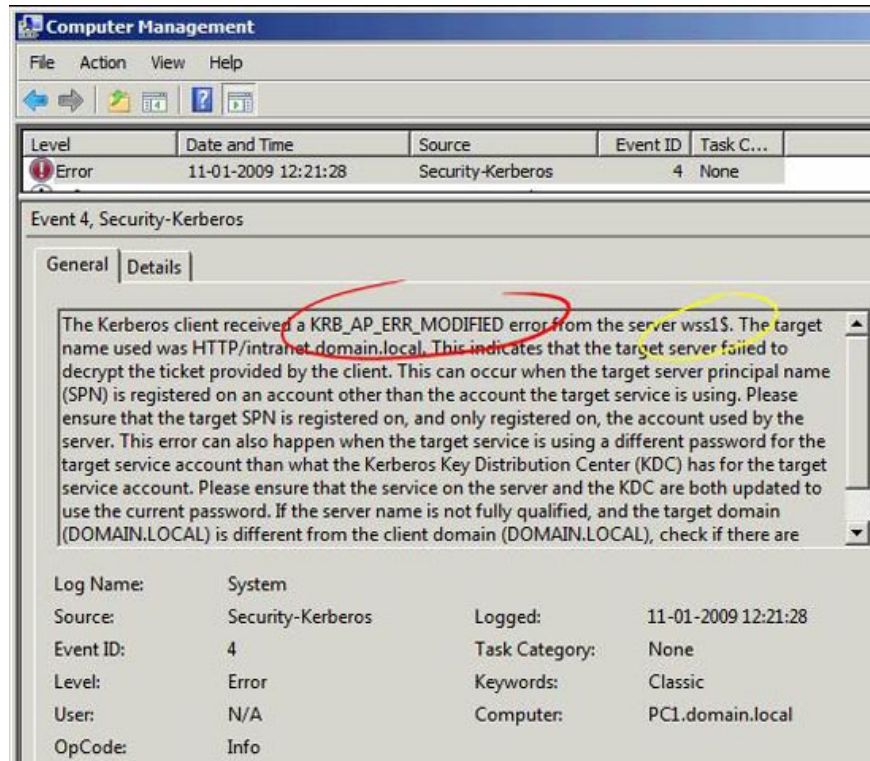 Computer Management
File Action View Help
Level Date and Time Source Event ID Task C...
Error 11-01-2009 12:21:28 Security-Kerberos 4 None
Event 4, Security-Kerberos
General Details
The Kerberos client received a KRB_AP_ERR_MODIFIED error from the server wss1$. The target
name used was HTTP/intranet.domain.local. This indicates that the target server failed to
decrypt the ticket provided by the client. This can occur when the target server principal name
(SPN) is registered on an account other than the account the target service is using. Please
ensure that the target SPN is registered on, and only registered on, the account used by the
server. This error can also happen when the target service is using a different password for the
target service account than what the Kerberos Key Distribution Center (KDC) has for the target
service account. Please ensure that the service on the server and the KDC are both updated to
use the current password. If the server name is not fully qualified, and the target domain
(DOMAIN.LOCAL) is different from the client domain (DOMAIN.LOCAL), check if there are
Log Name: System
Source: Security-Kerberos Logged: 11-01-2009 12:21:28
Event ID: 4 Task Category: None
Level: Error Keywords: Classic
User: N/A Computer: PC1.domain.local
OpCode: Info